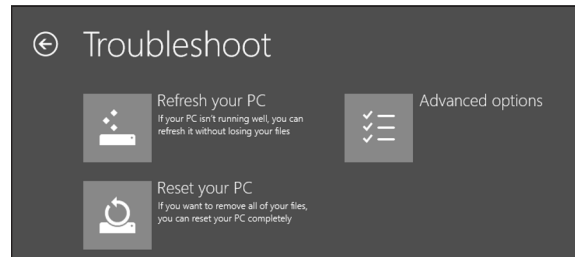 Troubleshoot
Refresh your PC
If your PC isn't running well, you can
refresh it without losing your files
Advanced options
Reset your PC
If you want to remove all of your files,
you can reset your PC completely